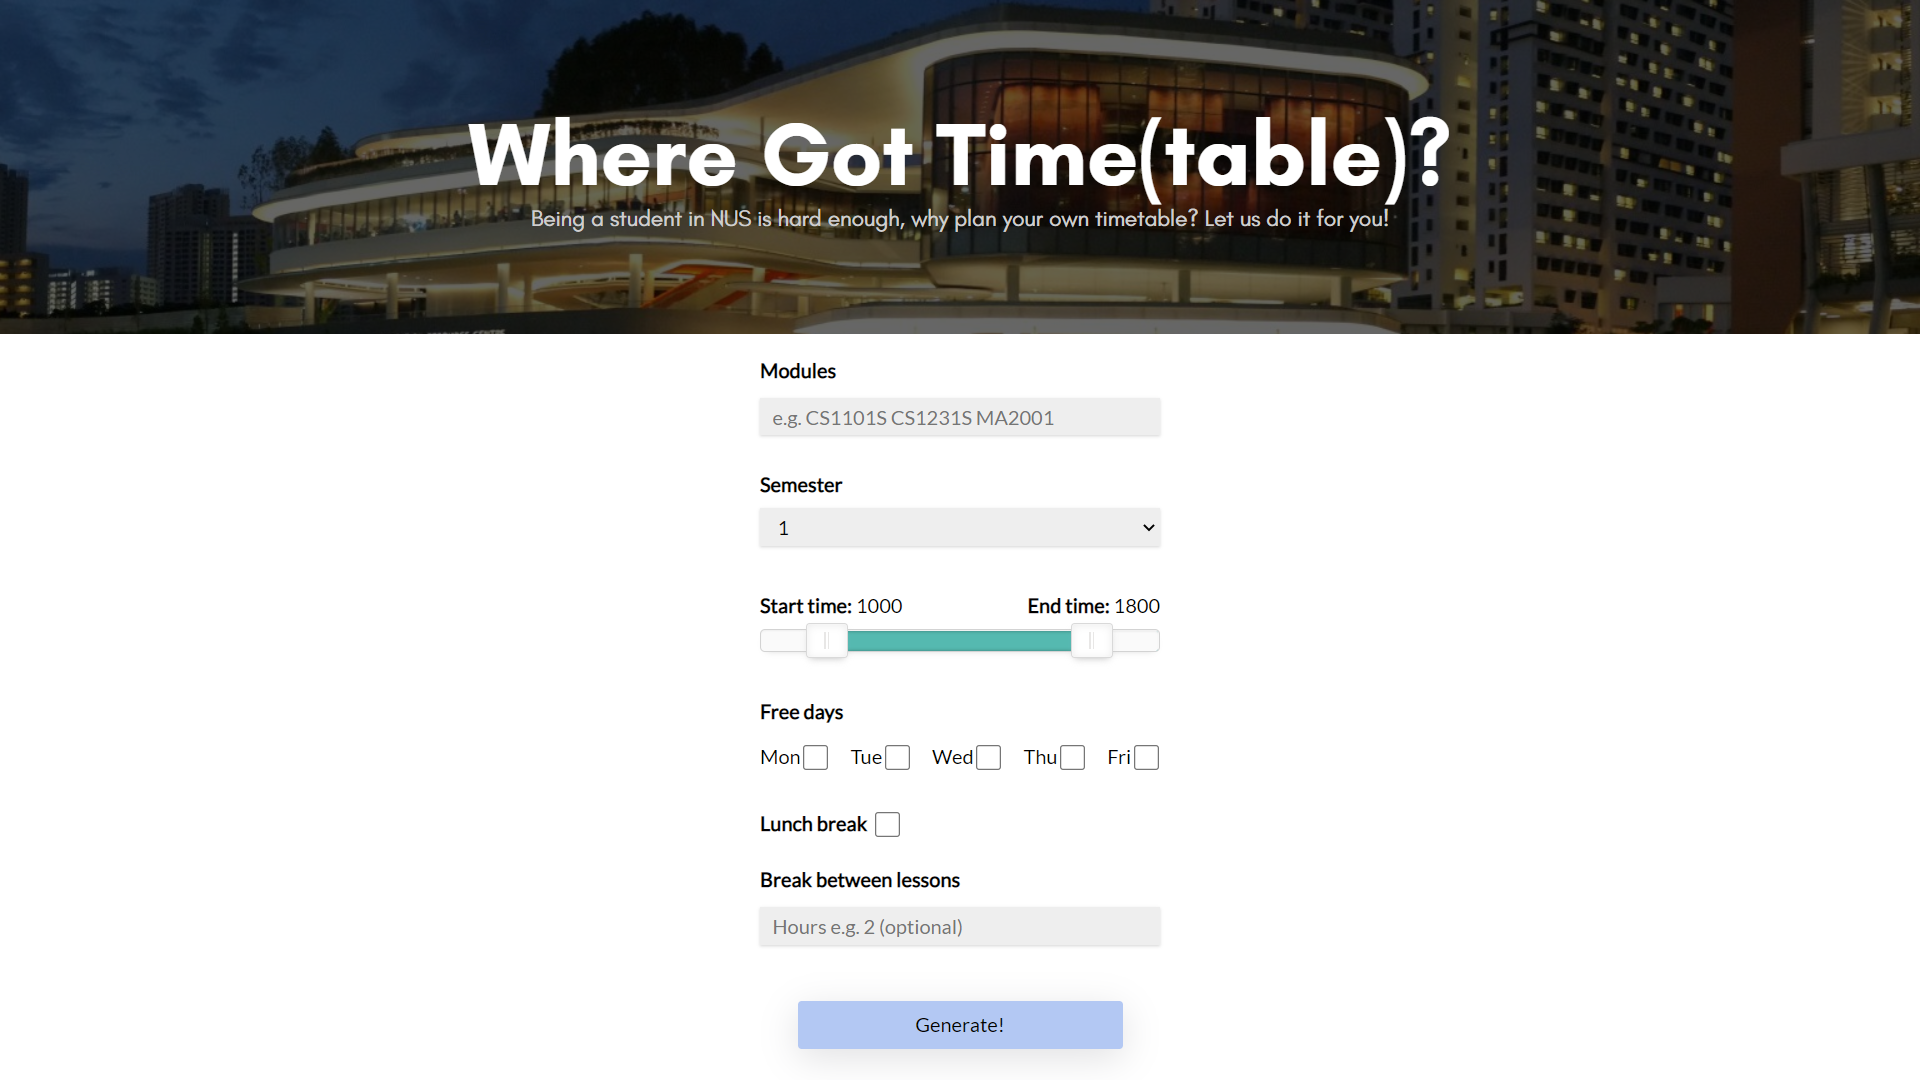 Where Got Time(table)?
Being a student in NUS is hard enough, why plan your own timetable? Let us do it for you!
Modules
e.g. CS1101S CS1231S MA2001
Semester
1
Start time: 1000 End time: 1800
Free days
Mon Tue Wed Thu Fri
Lunch break
Break between lessons
Hours e.g. 2 (optional)
Generate!